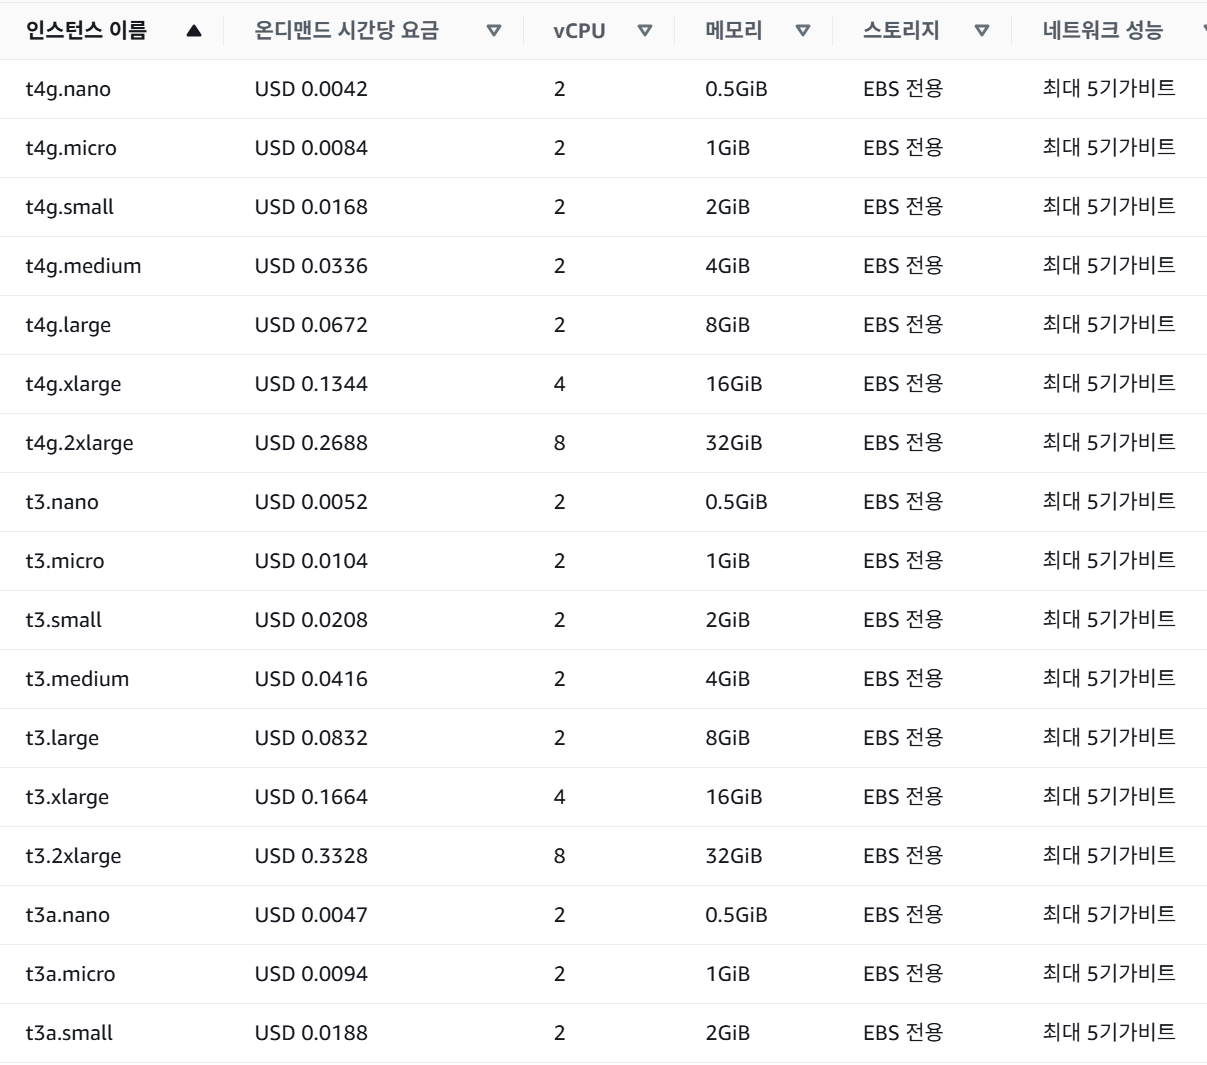 인스턴스 이름 ▲ 온디맨드 시간당 요금 ▽ vCPU ▽ 메모리 ▽ 스토리지 ▽ 네트워크 성능
t4g.nano USD 0.0042 2 0.5GiB EBS 전용 최대 5기가비트
t4g.micro USD 0.0084 2 1GiB EBS 전용 최대 5기가비트
t4g.small USD 0.0168 2 2GiB EBS 전용 최대 5기가비트
t4g.medium USD 0.0336 2 4GiB EBS 전용 최대 5기가비트
t4g.large USD 0.0672 2 8GiB EBS 전용 최대 5기가비트
t4g.xlarge USD 0.1344 4 16GiB EBS 전용 최대 5기가비트
t4g.2xlarge USD 0.2688 8 32GiB EBS 전용 최대 5기가비트
t3.nano USD 0.0052 2 0.5GiB EBS 전용 최대 5기가비트
t3.micro USD 0.0104 2 1GiB EBS 전용 최대 5기가비트
t3.small USD 0.0208 2 2GiB EBS 전용 최대 5기가비트
t3.medium USD 0.0416 2 4GiB EBS 전용 최대 5기가비트
t3.large USD 0.0832 2 8GiB EBS 전용 최대 5기가비트
t3.xlarge USD 0.1664 4 16GiB EBS 전용 최대 5기가비트
t3.2xlarge USD 0.3328 8 32GiB EBS 전용 최대 5기가비트
t3a.nano USD 0.0047 2 0.5GiB EBS 전용 최대 5기가비트
t3a.micro USD 0.0094 2 1GiB EBS 전용 최대 5기가비트
t3a.small USD 0.0188 2 2GiB EBS 전용 최대 5기가비트